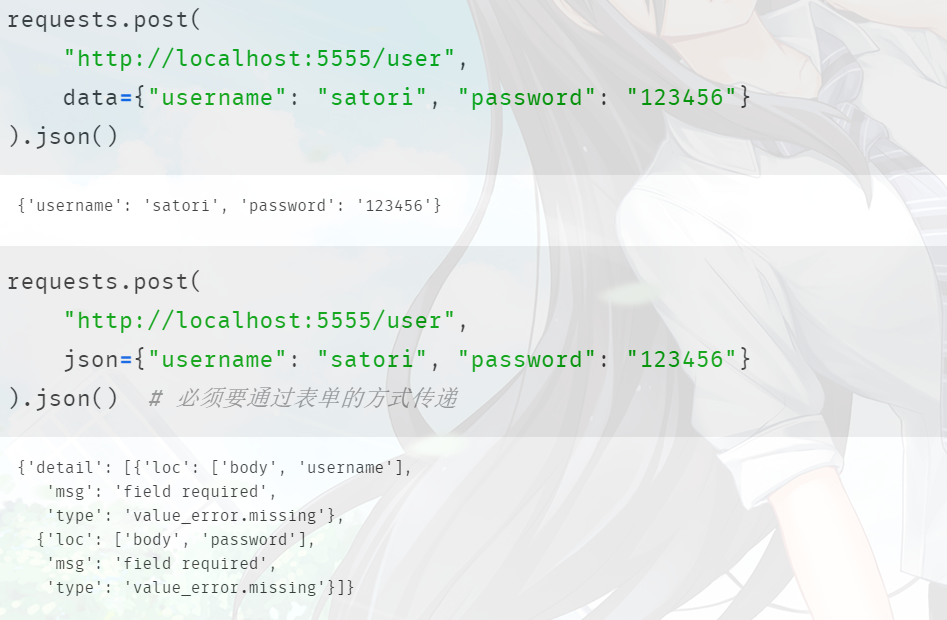 requests.post(
    "http://localhost:5555/user",
    data={"username": "satori", "password": "123456"}
).json()
{'username': 'satori', 'password': '123456'}
requests.post(
    "http://localhost:5555/user",
    json={"username": "satori", "password": "123456"}
).json()  # 必须要通过表单的方式传递
{'detail': [{'loc': ['body', 'username'],
   'msg': 'field required',
   'type': 'value_error.missing'},
  {'loc': ['body', 'password'],
   'msg': 'field required',
   'type': 'value_error.missing'}]}